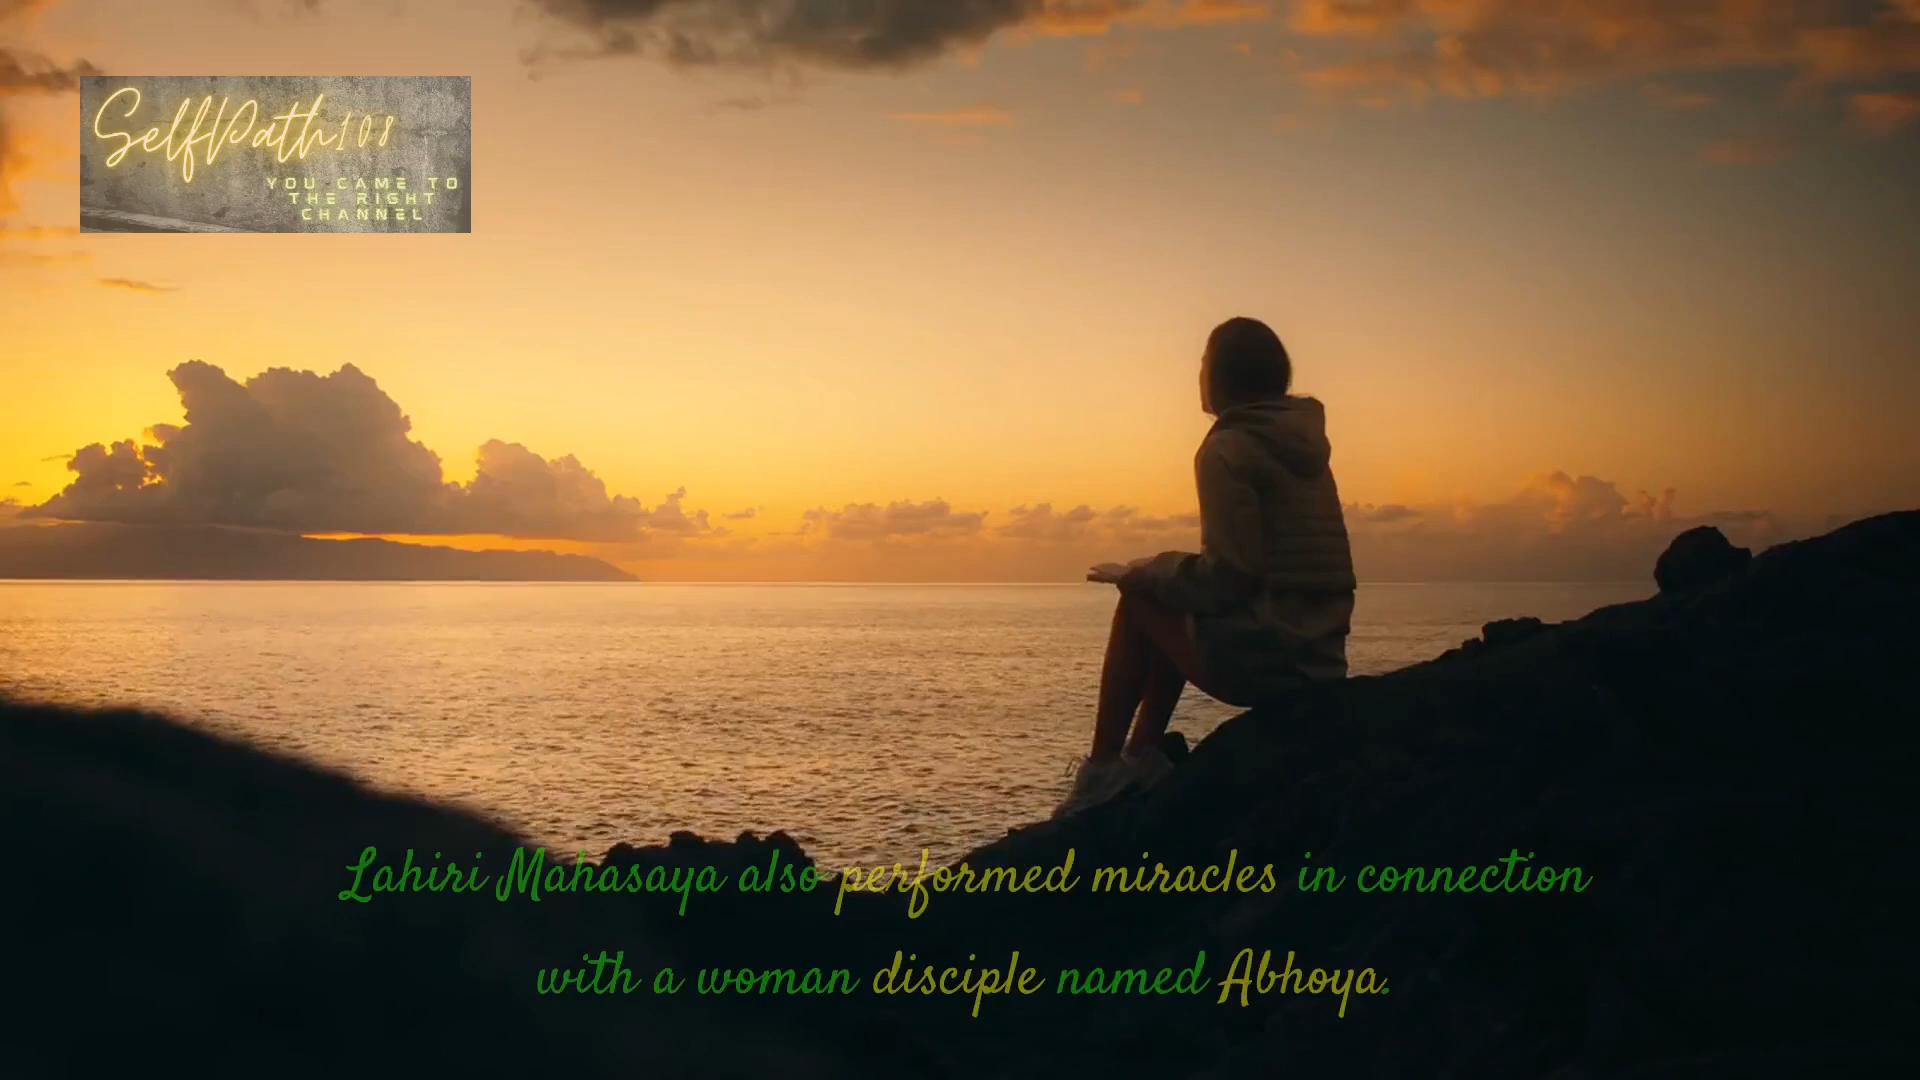 SelfPath108
YOU CAME TO
THE RIGHT
CHANNEL
Lahiri Mahasaya also performed miracles in connection
with a woman disciple named Abhoya.